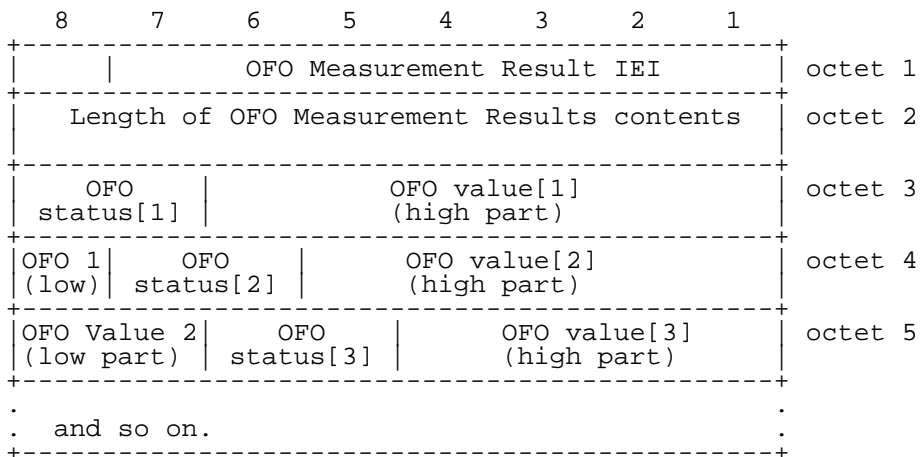 8 7 6 5 4 3 2 1
OFO Measurement Result IEI octet 1
Length of OFO Measurement Results contents octet 2
OFO OFO value[1] octet 3
status[1] (high part)
OFO 1 OFO OFO value[2] octet 4
(low) status[2] (high part)
OFO Value 2 OFO OFO value[3] octet 5
(low part) status[3] (high part)
. .
. and so on. .